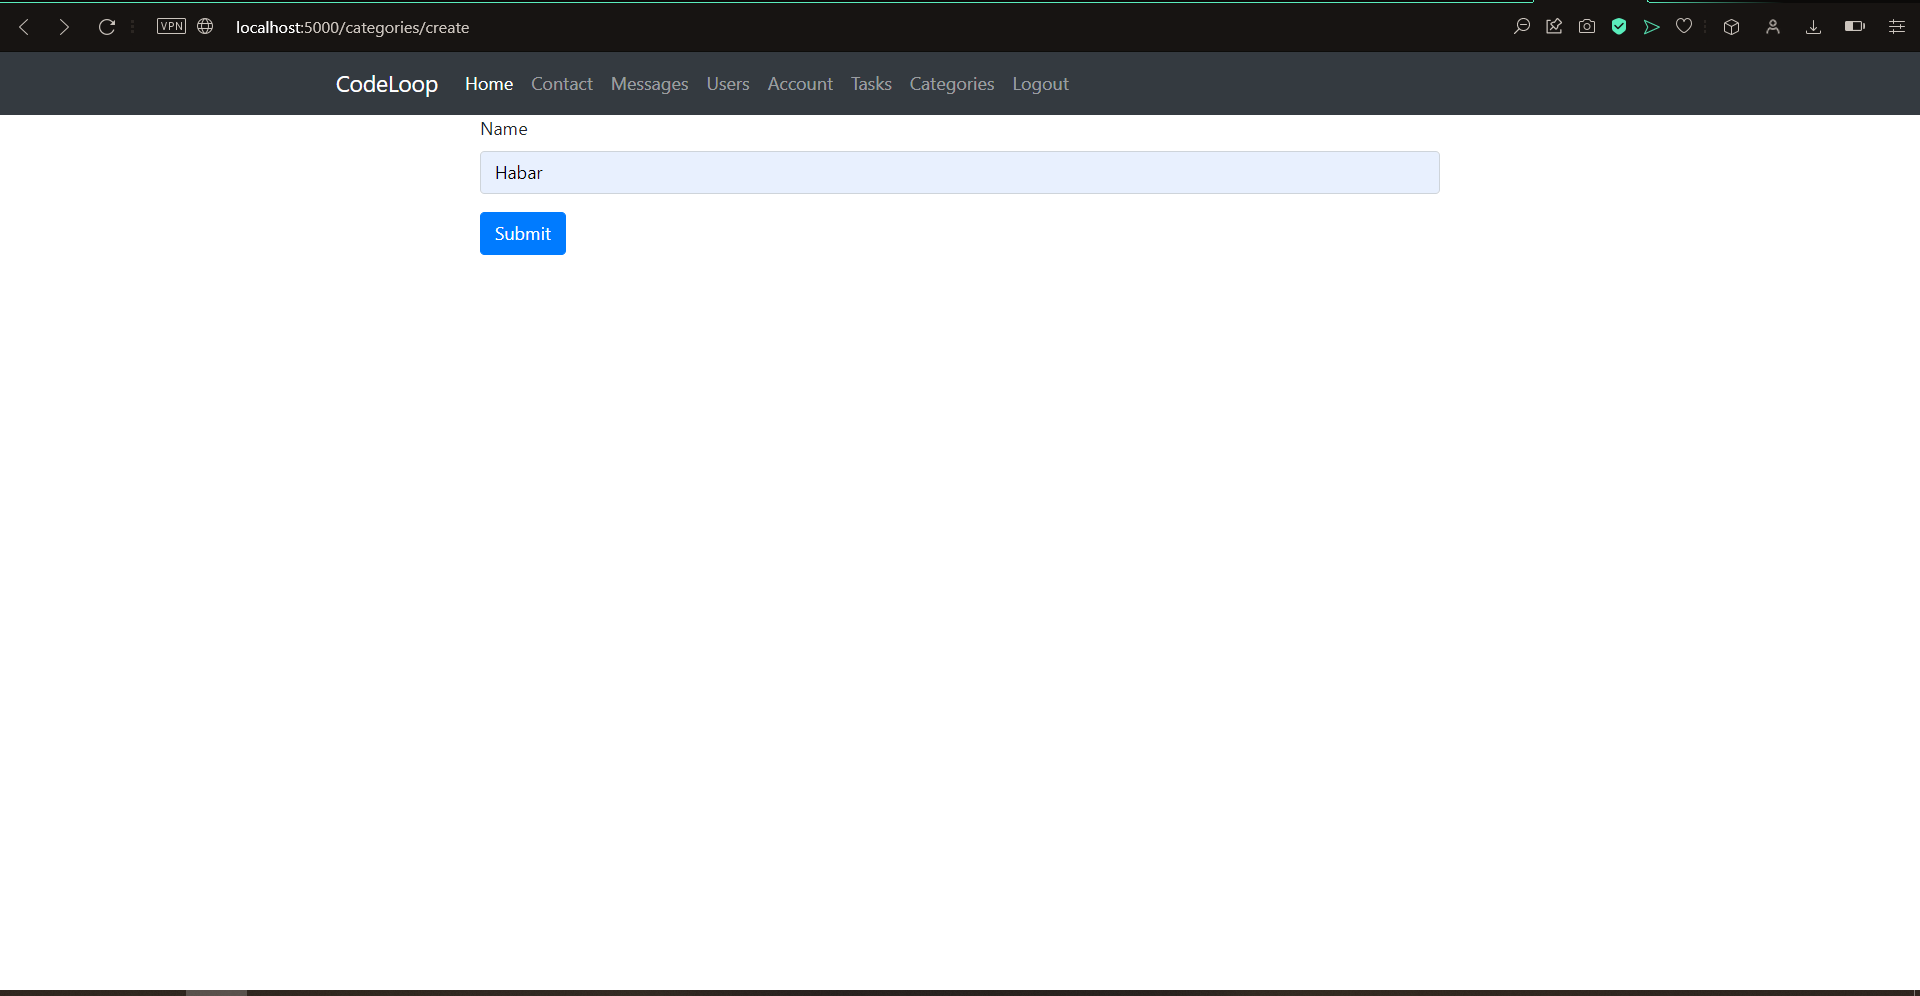 VPN localhost:5000/categories/create
CodeLoop Home Contact Messages Users Account Tasks Categories Logout
Name
Habar
Submit